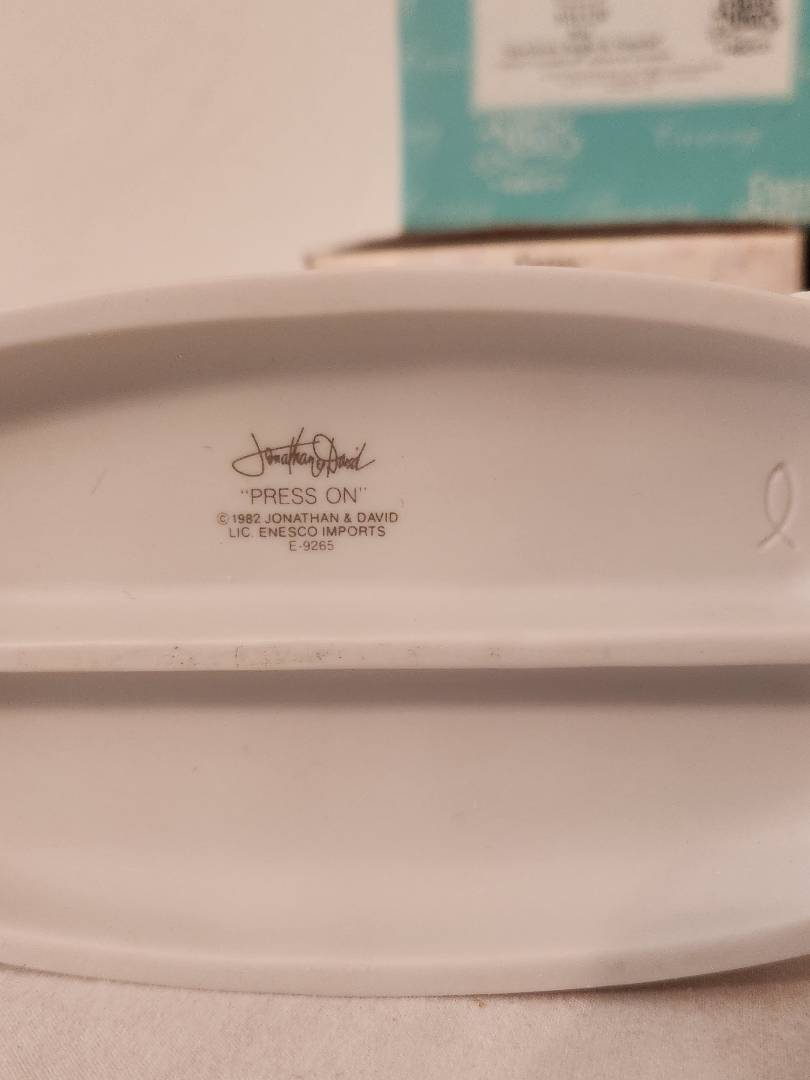 Jonathan & David
"PRESS ON"
© 1982 JONATHAN & DAVID
LIC. ENESCO IMPORTS
E-9265